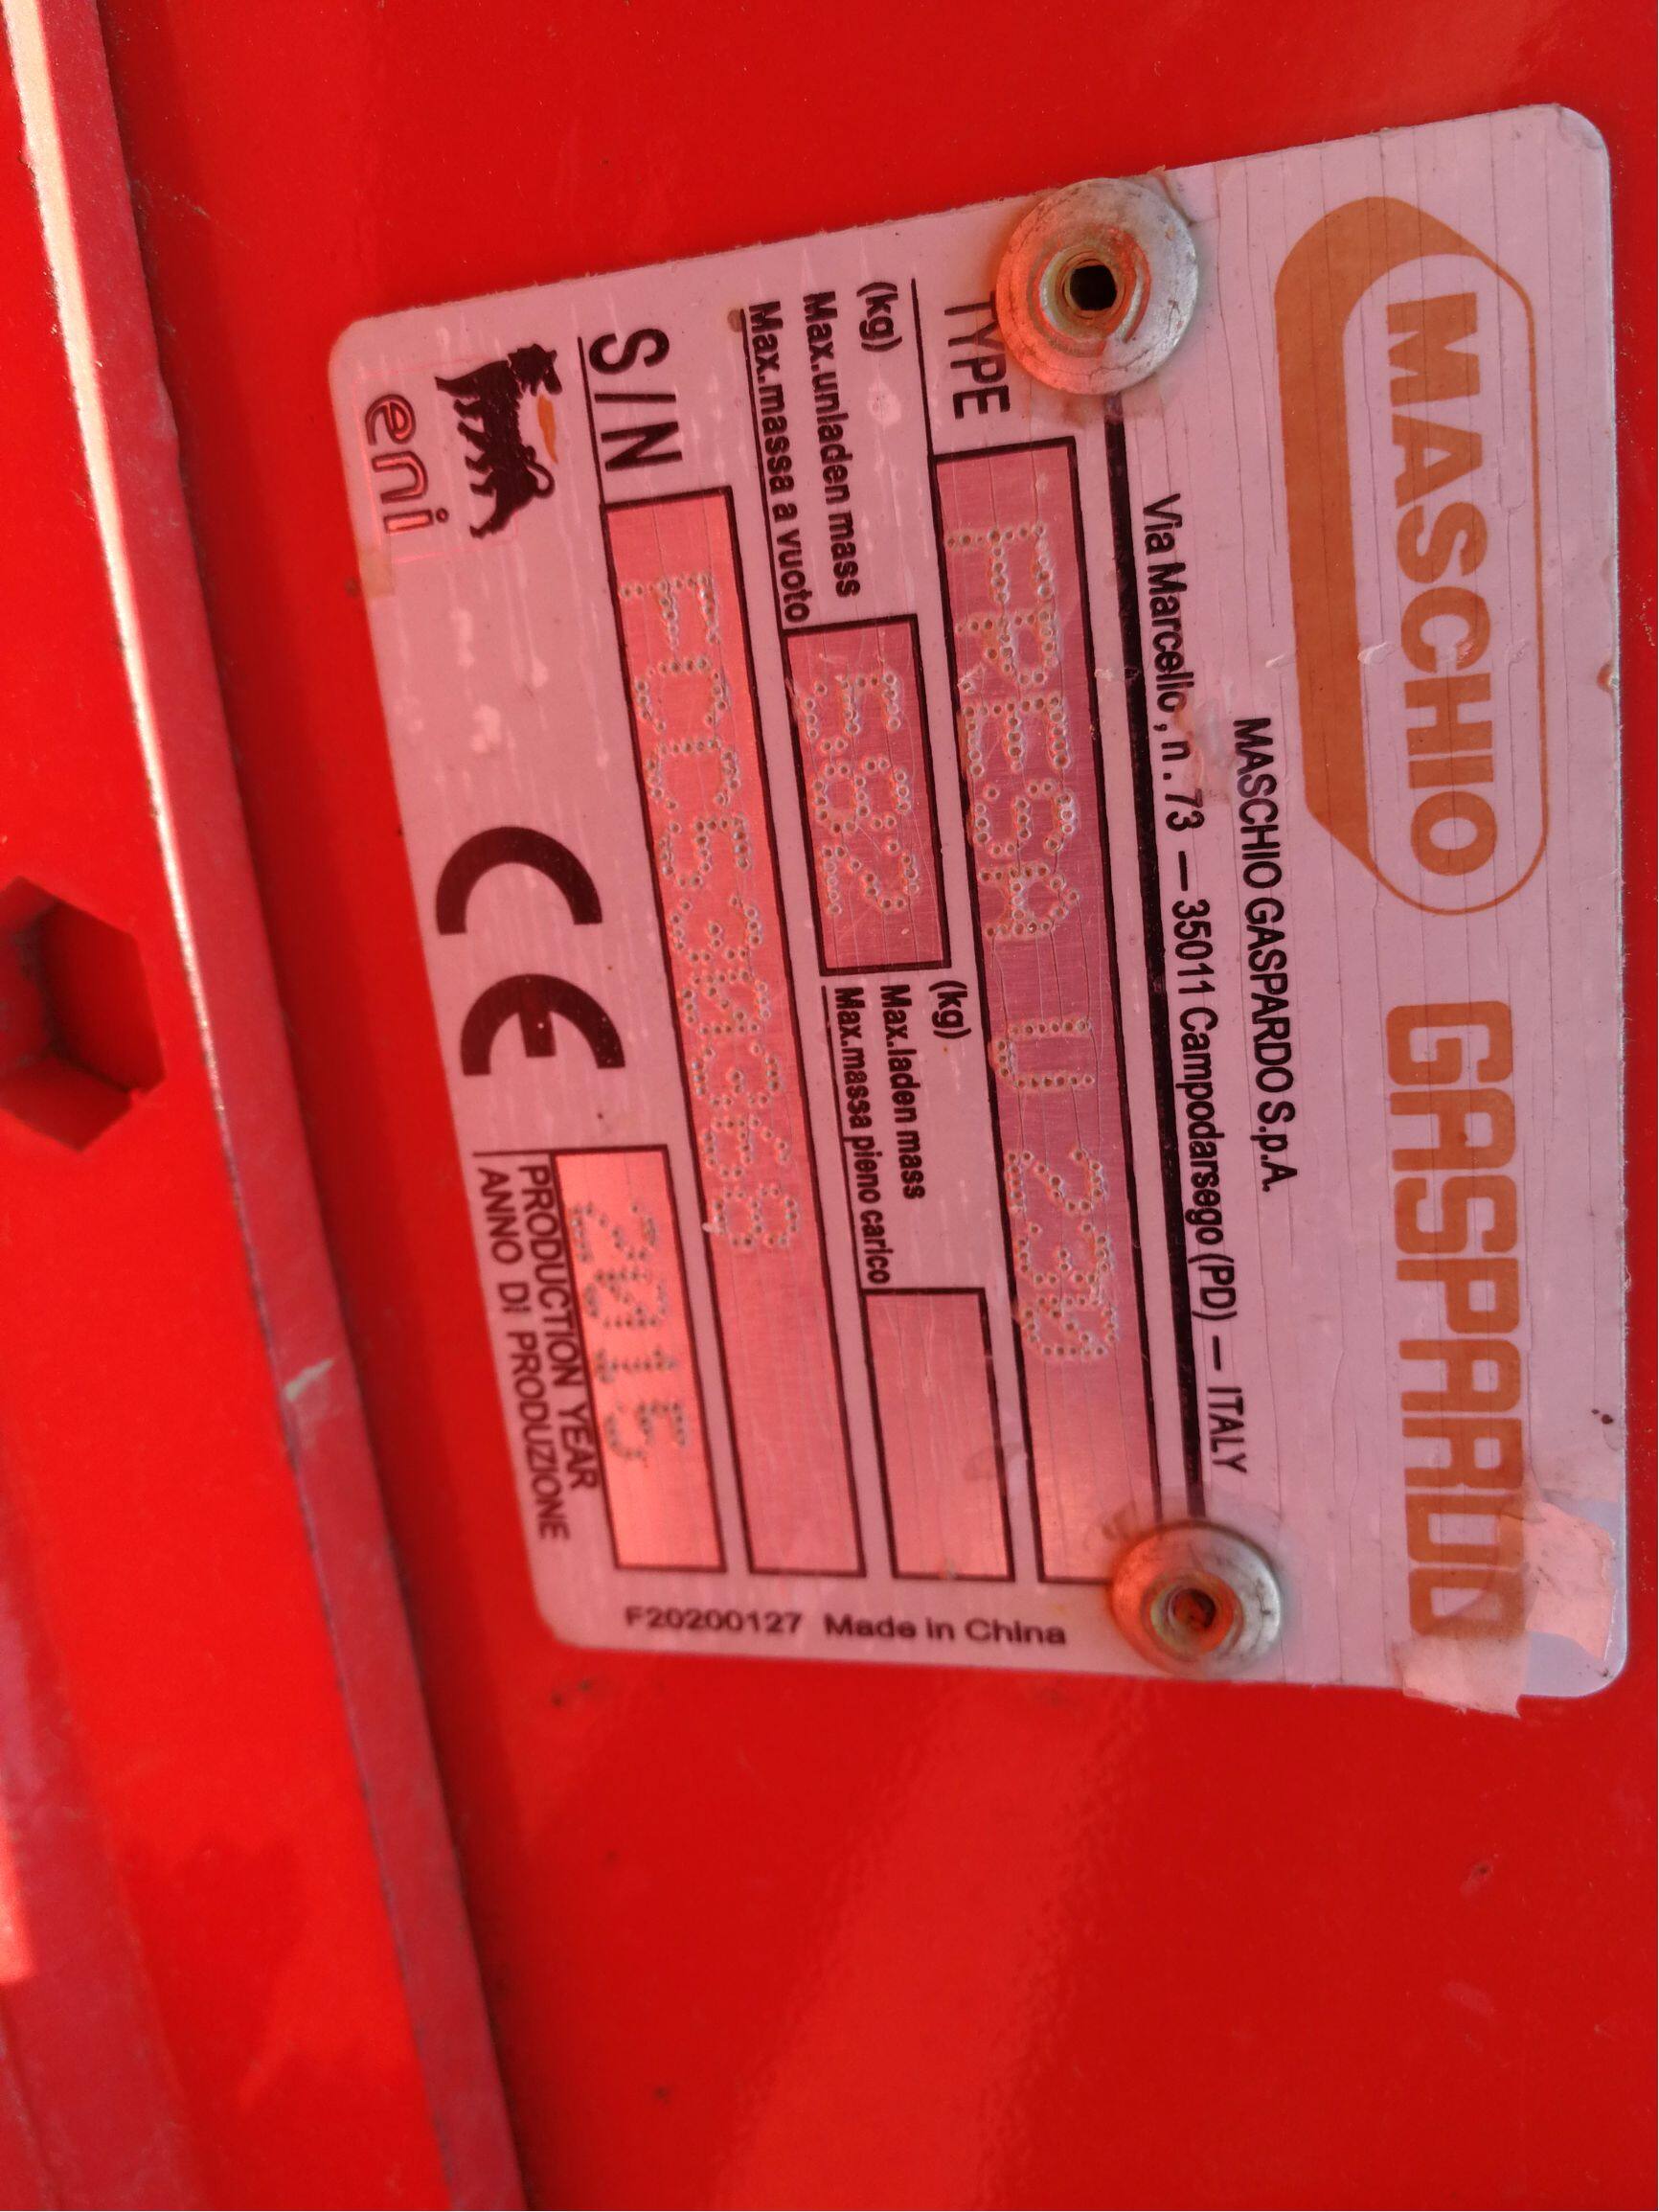 MASCHIO GASPARDO
MASCHIO GASPARDO S.p.A.
Via Marcello, n. 73 – 35011 Campodarsego (PD) – ITALY
TYPE FRESA U 230
(kg)
Max.unladen mass
Max.massa a vuoto
582
(kg)
Max.laden mass
Max.massa pieno carico
S/N
eni
CE
2015
PRODUCTION YEAR
ANNO DI PRODUZIONE
F20200127 Made in China